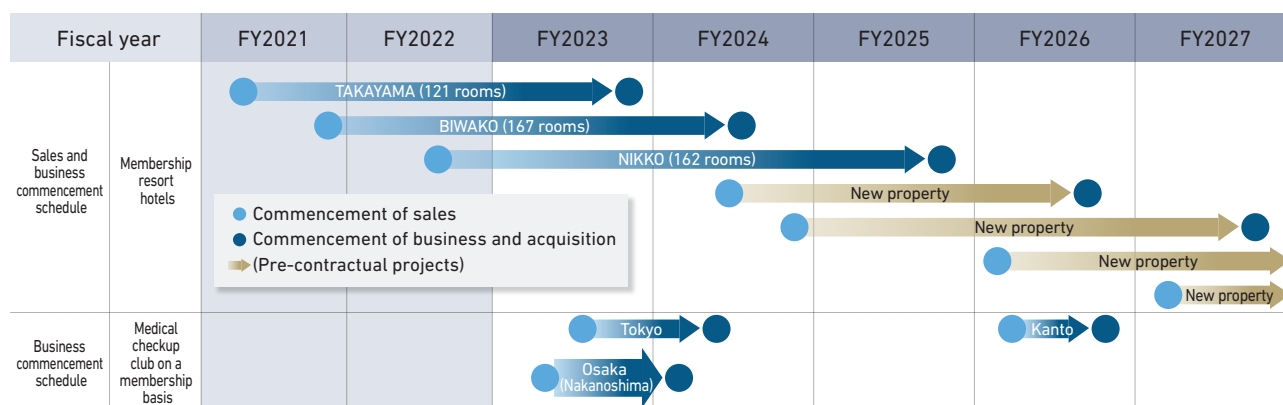 Fiscal year FY2021 FY2022 FY2023 FY2024 FY2025 FY2026 FY2027
Sales and
business
commencement
schedule
Membership
resort
hotels
TAKAYAMA (121 rooms)
BIWAKO (167 rooms)
NIKKO (162 rooms)
New property
New property
New property
New property
Commencement of sales
Commencement of business and acquisition
(Pre-contractual projects)
Business
commencement
schedule
Medical
checkup
club on a
membership
basis
Tokyo
Kanto
Osaka
(Nakanoshima)